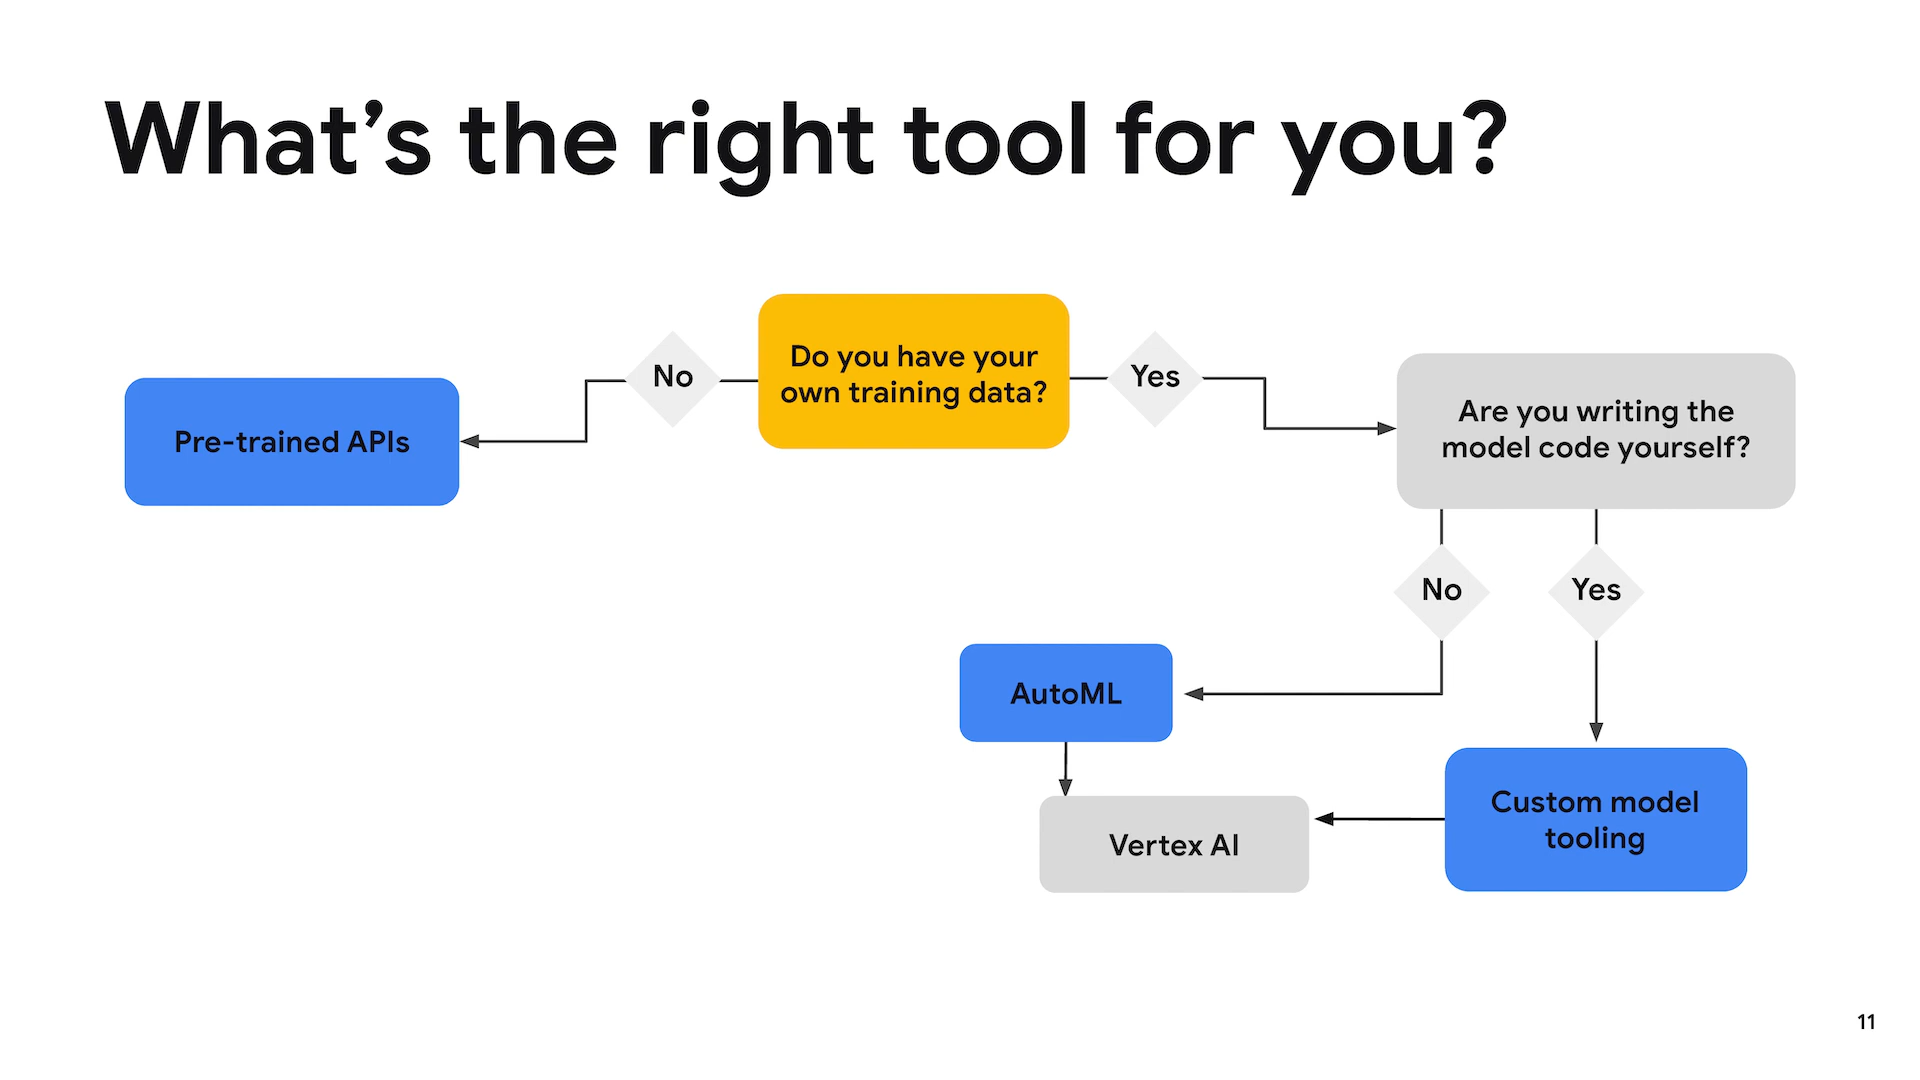 What’s the right tool for you?
Do you have your
own training data?
No
Yes
Pre-trained APIs
Are you writing the
model code yourself?
No
Yes
AutoML
Custom model
tooling
Vertex AI
11